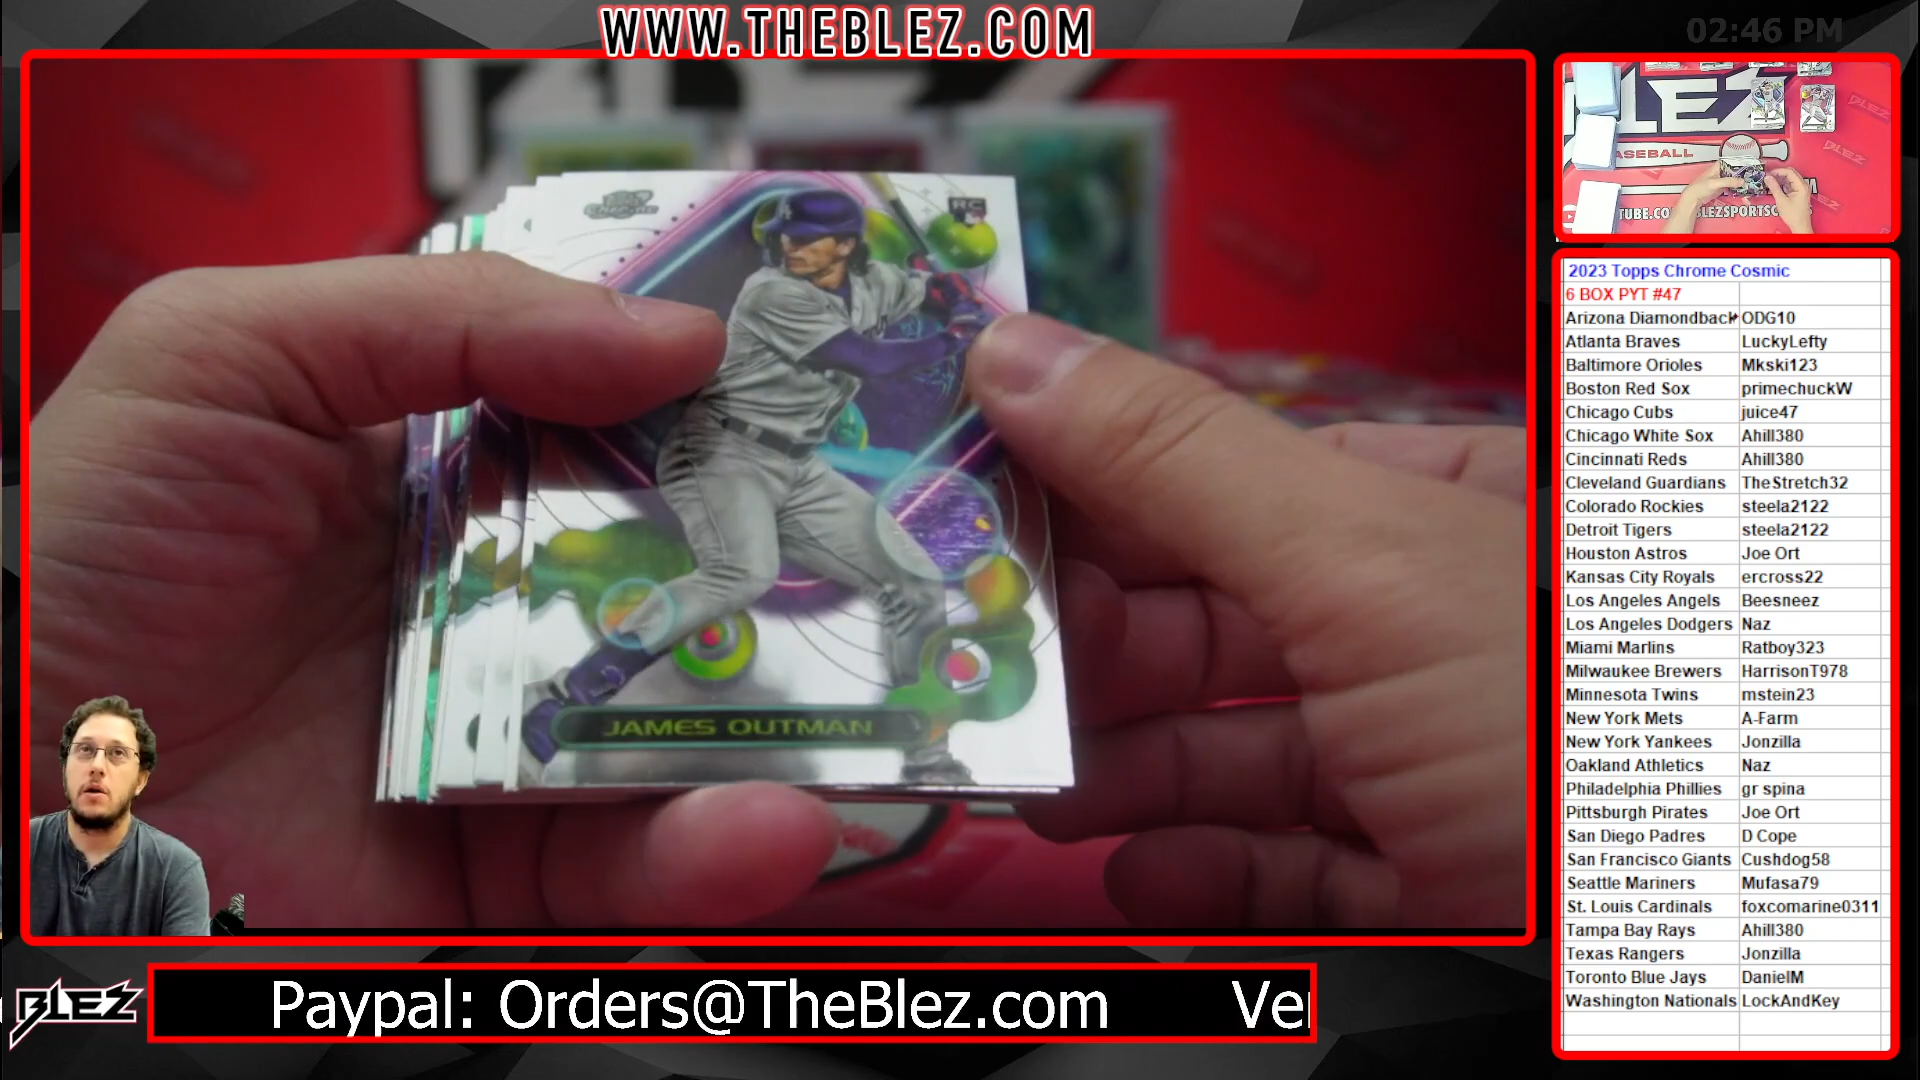 WWW.THEBLEZ.COM
02:46 PM
RC
JAMES OUTMAN
LEZ
BLEZ
BASEBALL
BLEZ
2023 Topps Chrome Cosmic
6 BOX PYT #47
Arizona Diamondback ODG10
Atlanta Braves LuckyLefty
Baltimore Orioles Mkski123
Boston Red Sox primechuckW
Chicago Cubs juice47
Chicago White Sox Ahill380
Cincinnati Reds Ahill380
Cleveland Guardians TheStretch32
Colorado Rockies steela2122
Detroit Tigers steela2122
Houston Astros Joe Ort
Kansas City Royals ercross22
Los Angeles Angels Beesneez
Los Angeles Dodgers Naz
Miami Marlins Ratboy323
Milwaukee Brewers HarrisonT978
Minnesota Twins mstein23
New York Mets A-Farm
New York Yankees Jonzilla
Oakland Athletics Naz
Philadelphia Phillies gr spina
Pittsburgh Pirates Joe Ort
San Diego Padres D Cope
San Francisco Giants Cushdog58
Seattle Mariners Mufasa79
St. Louis Cardinals foxcomarine0311
Tampa Bay Rays Ahill380
Texas Rangers Jonzilla
Toronto Blue Jays DanielM
Washington Nationals LockAndKey
BLEZ
Paypal: Orders@TheBlez.com Ve